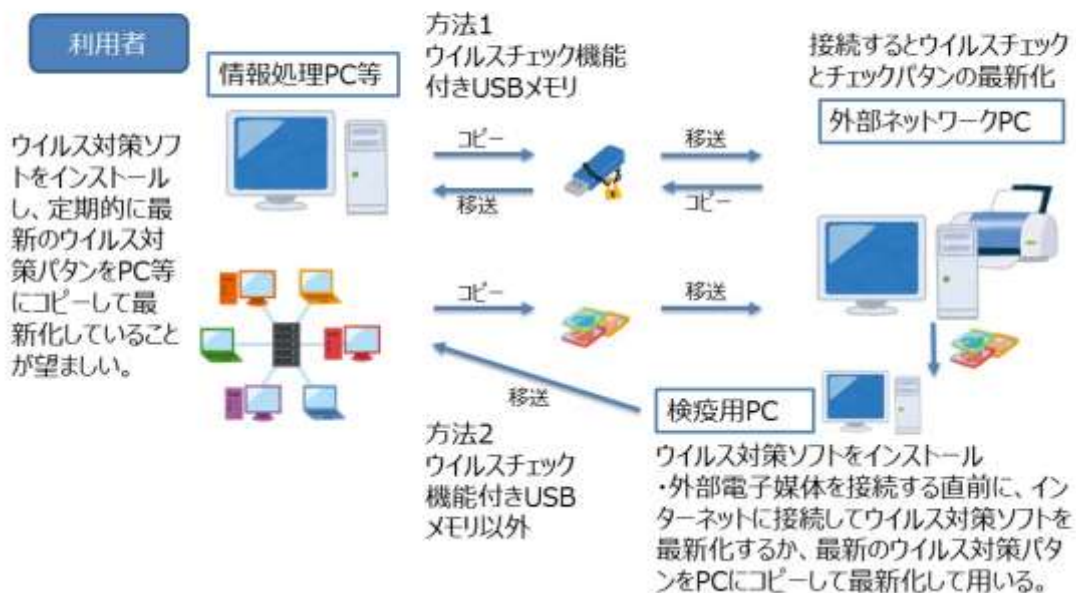 利用者
情報処理PC等
ウイルス対策ソフ
トをインストール
し、定期的に最
新のウイルス対
策パタンをPC等
にコピーして最
新化していること
が望ましい。
方法1
ウイルスチェック機能
付きUSBメモリ
コピー
移送
移送
コピー
接続するとウイルスチェック
とチェックパタンの最新化
外部ネットワークPC
コピー
移送
移送
方法2
ウイルスチェック
機能付きUSB
メモリ以外
検疫用PC
ウイルス対策ソフトをインストール
・外部電子媒体を接続する直前に、イン
ターネットに接続してウイルス対策ソフトを
最新化するか、最新のウイルス対策パタ
ンをPCにコピーして最新化して用いる。